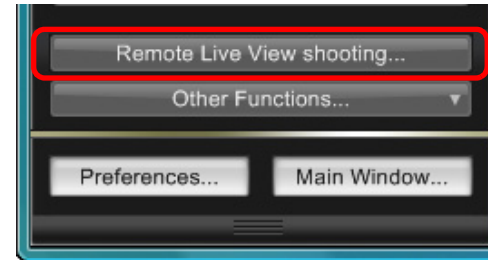 Remote Live View shooting...
Other Functions...
Preferences... Main Window...